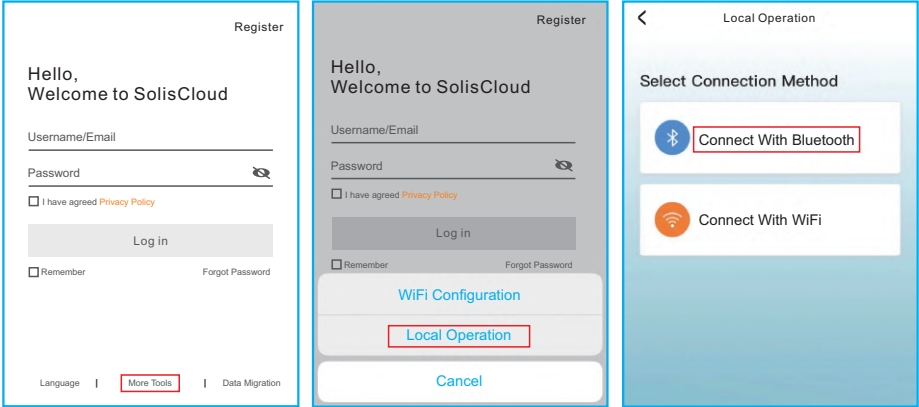 Register
Hello,
Welcome to SolisCloud
Username/Email
Password
I have agreed Privacy Policy
Log in
Remember Forgot Password
Language | More Tools | Data Migration
Register
Hello,
Welcome to SolisCloud
Username/Email
Password
I have agreed Privacy Policy
Log in
Remember Forgot Password
WiFi Configuration
Local Operation
Cancel
Local Operation
Select Connection Method
Connect With Bluetooth
Connect With WiFi